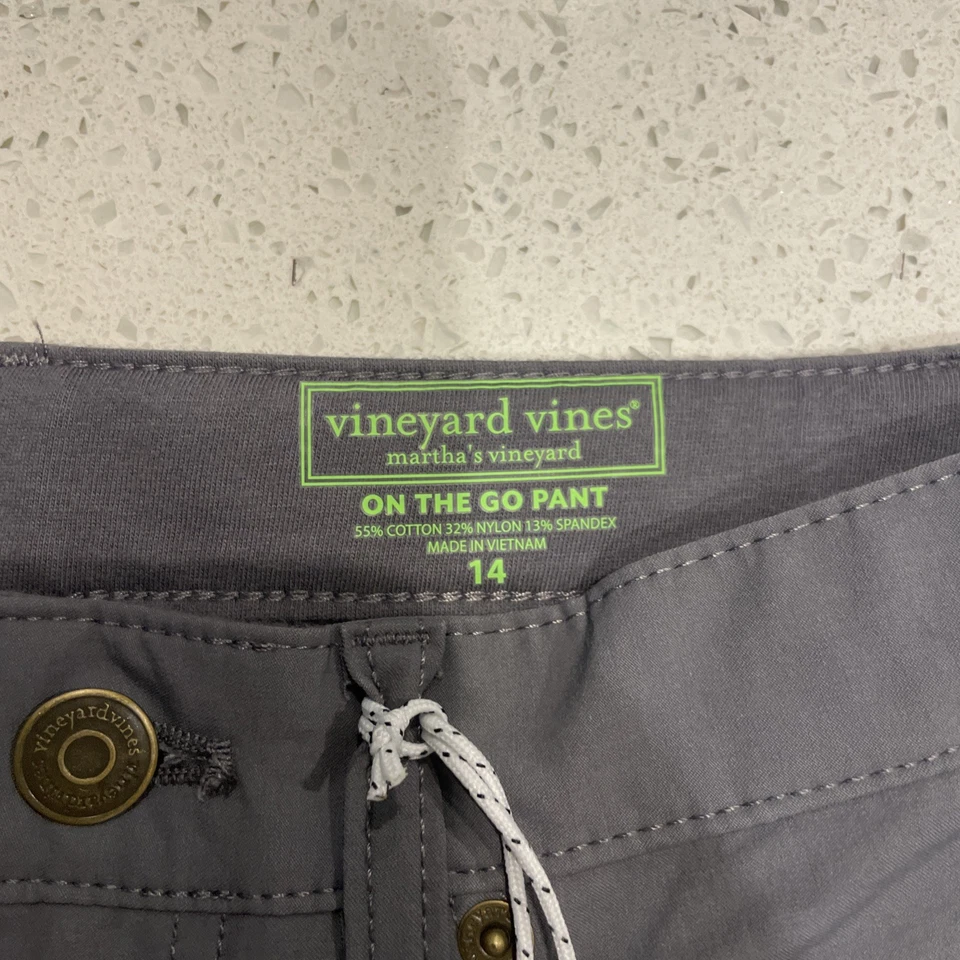 vineyard vines®
martha's vineyard
ON THE GO PANT
55% COTTON 32% NYLON 13% SPANDEX
MADE IN VIETNAM
14
vineyardvines